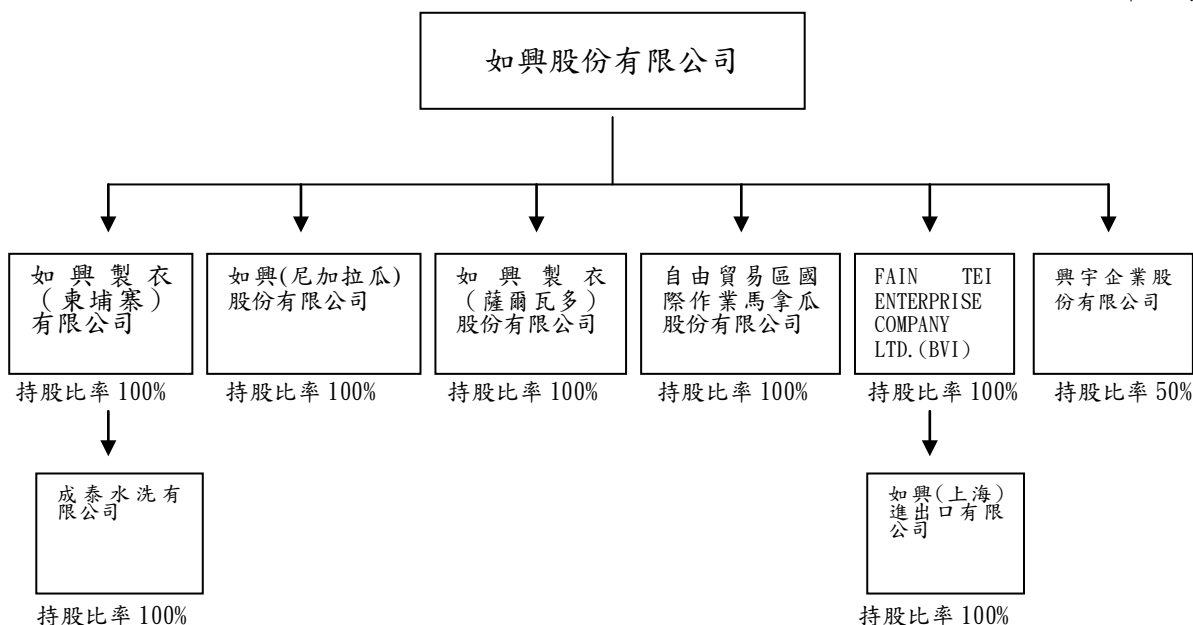 如興股份有限公司
如興製衣
(柬埔寨)
有限公司
如興(尼加拉瓜)
股份有限公司
如興製衣
(薩爾瓦多)
股份有限公司
自由貿易區國
際作業馬拿瓜
股份有限公司
FAIN TEI
ENTERPRISE
COMPANY
LTD.(BVI)
興宇企業股
份有限公司
持股比率 100%
持股比率 100%
持股比率 100%
持股比率 100%
持股比率 100%
持股比率 50%
成泰水洗有
限公司
如興(上海)
進出口有限
公司
持股比率 100%
持股比率 100%